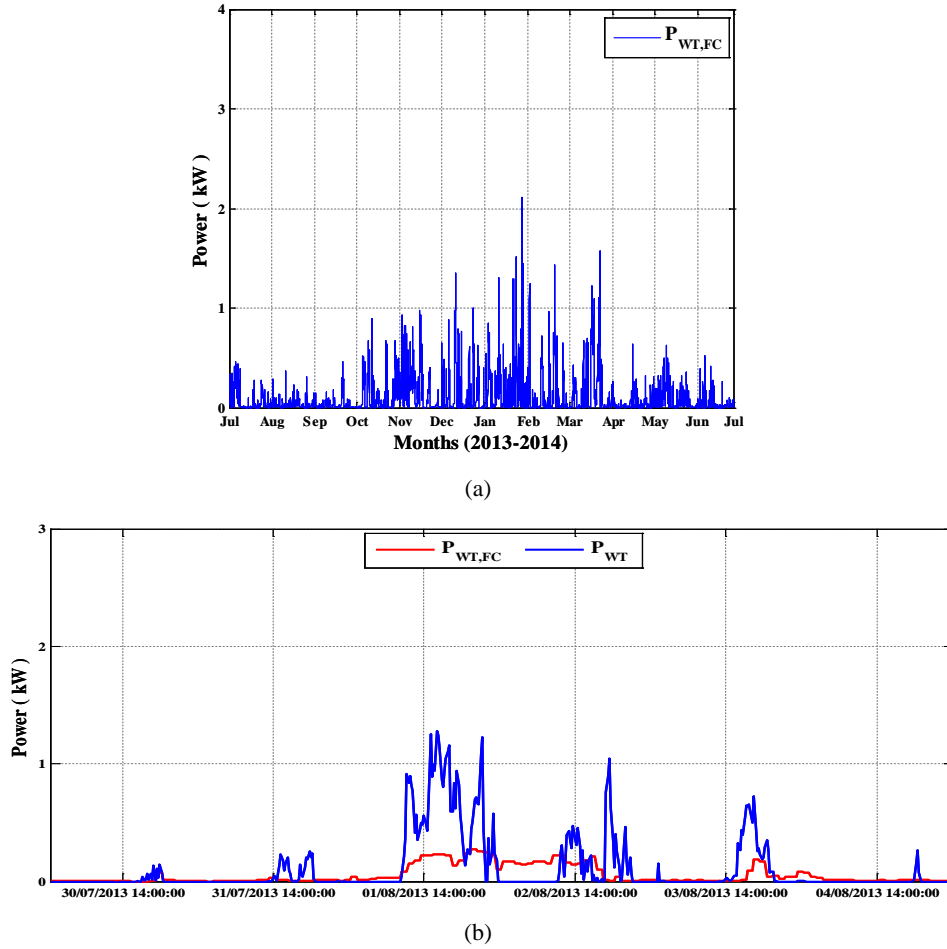 4
P WT,FC
3
2
1
0
Power ( kW )
Jul Aug Sep Oct Nov Dec Jan Feb Mar Apr May Jun Jul
Months (2013-2014)
(a)
3
P WT,FC P WT
2
1
0
Power ( kW )
30/07/2013 14:00:00 31/07/2013 14:00:00 01/08/2013 14:00:00 02/08/2013 14:00:00 03/08/2013 14:00:00 04/08/2013 14:00:00
(b)